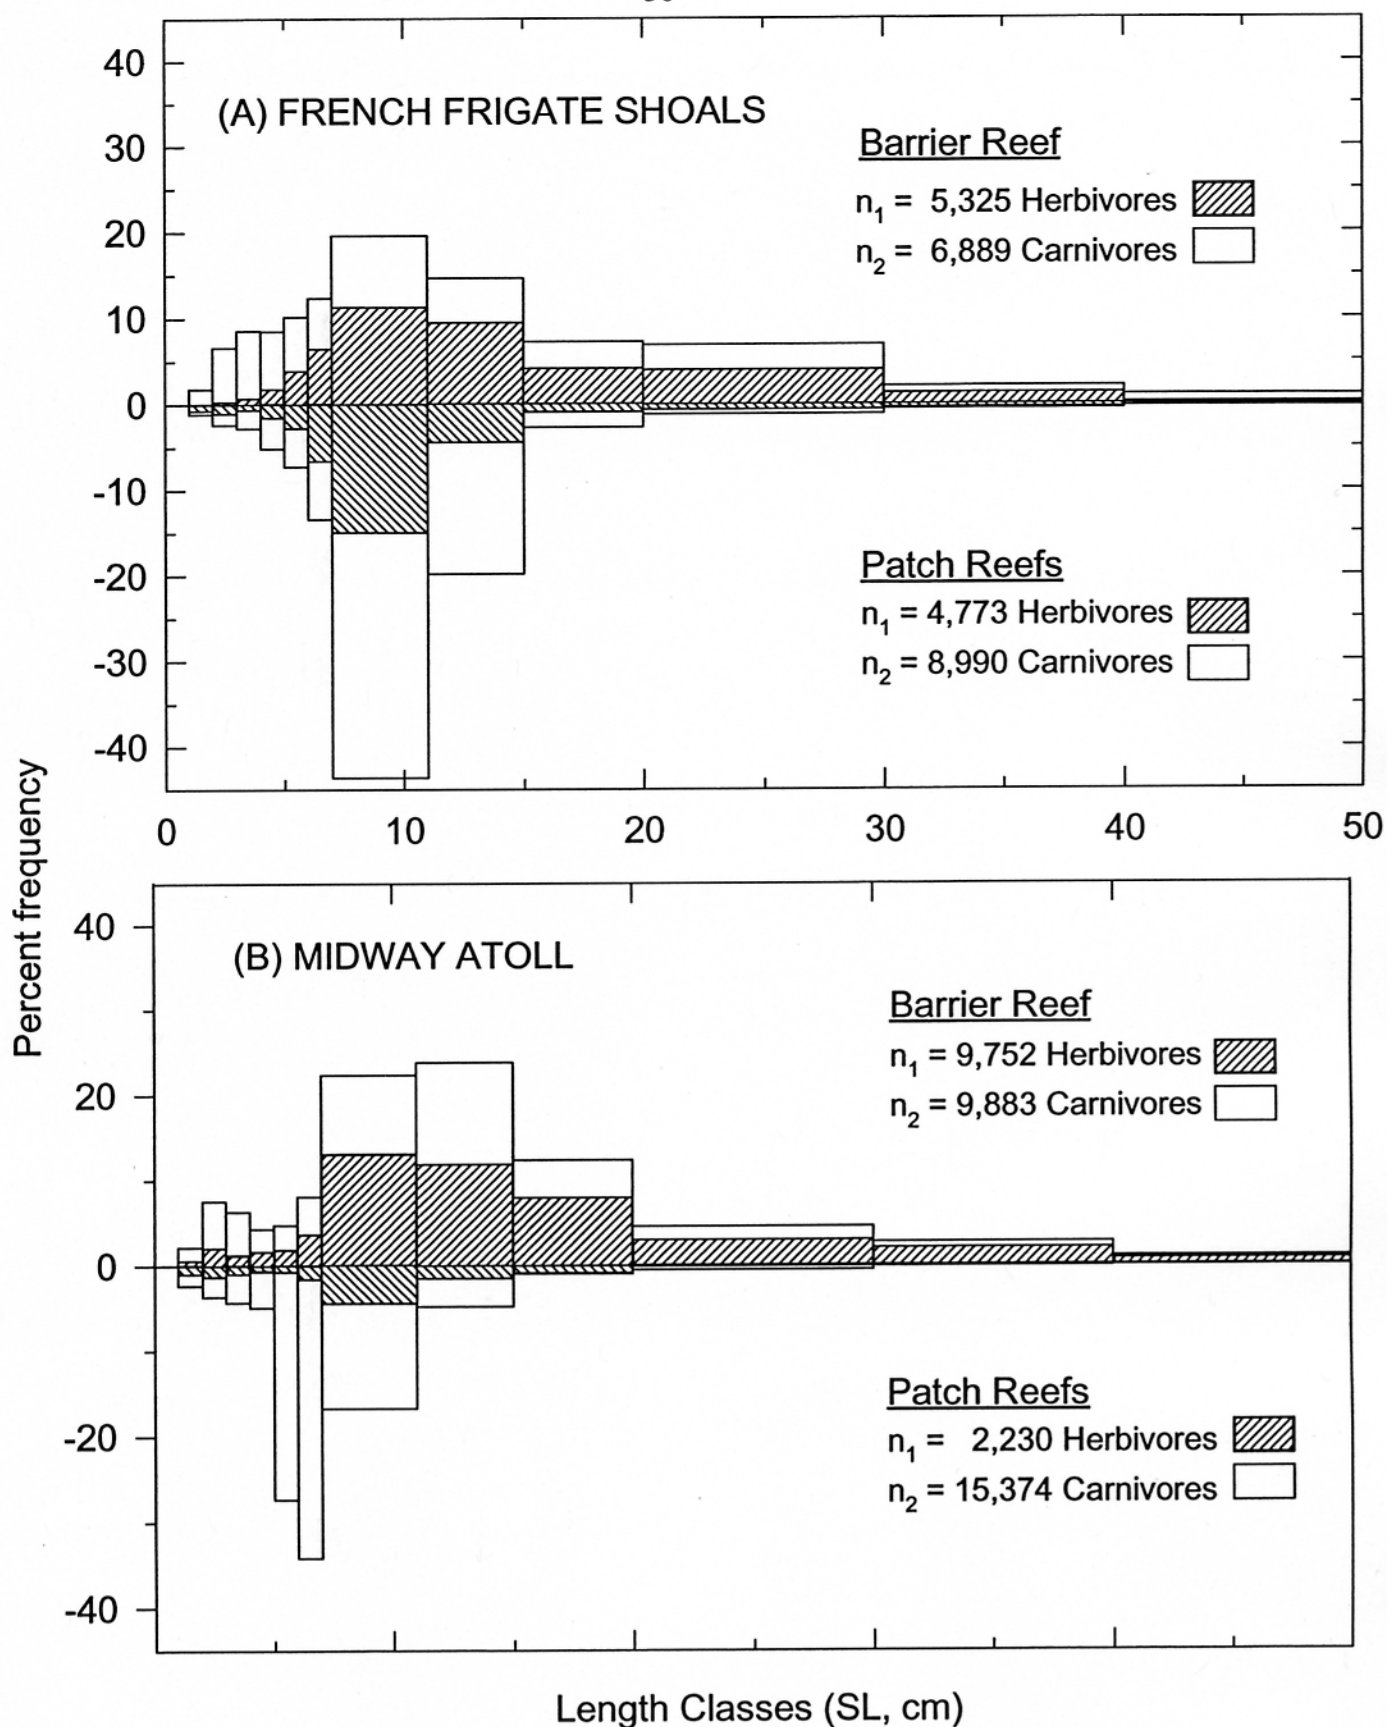 40
(A) FRENCH FRIGATE SHOALS
Barrier Reef
30
n1 = 5,325 Herbivores
n2 = 6,889 Carnivores
20
10
0
-10
Patch Reefs
-20
n1 = 4,773 Herbivores
n2 = 8,990 Carnivores
-30
-40
0 10 20 30 40 50
Percent frequency
40
(B) MIDWAY ATOLL
Barrier Reef
n1 = 9,752 Herbivores
20
n2 = 9,883 Carnivores
0
Patch Reefs
-20
n1 = 2,230 Herbivores
n2 = 15,374 Carnivores
-40
Length Classes (SL, cm)